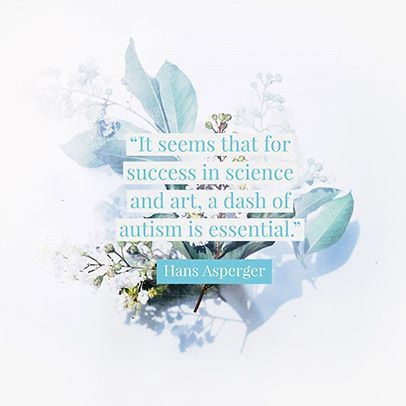 “It seems that for
success in science
and art, a dash of
autism is essential.”
Hans Asperger